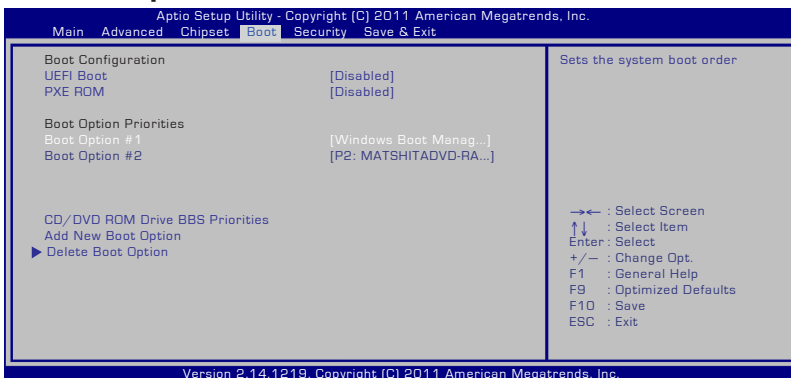 Aptio Setup Utility - Copyright (C) 2011 American Megatrends, Inc.
Main Advanced Chipset Boot Security Save & Exit
Boot Configuration
UEFI Boot [Disabled]
PXE ROM [Disabled]
Boot Option Priorities
Boot Option #1 [Windows Boot Manag...]
Boot Option #2 [P2: MATSHITADVD-RA...]
CD/DVD ROM Drive BBS Priorities
Add New Boot Option
▶ Delete Boot Option
Sets the system boot order
→← : Select Screen
↑↓ : Select Item
Enter : Select
+/— : Change Opt.
F1 : General Help
F9 : Optimized Defaults
F10 : Save
ESC : Exit
Version 2.14.1219. Copyright (C) 2011 American Megatrends, Inc.